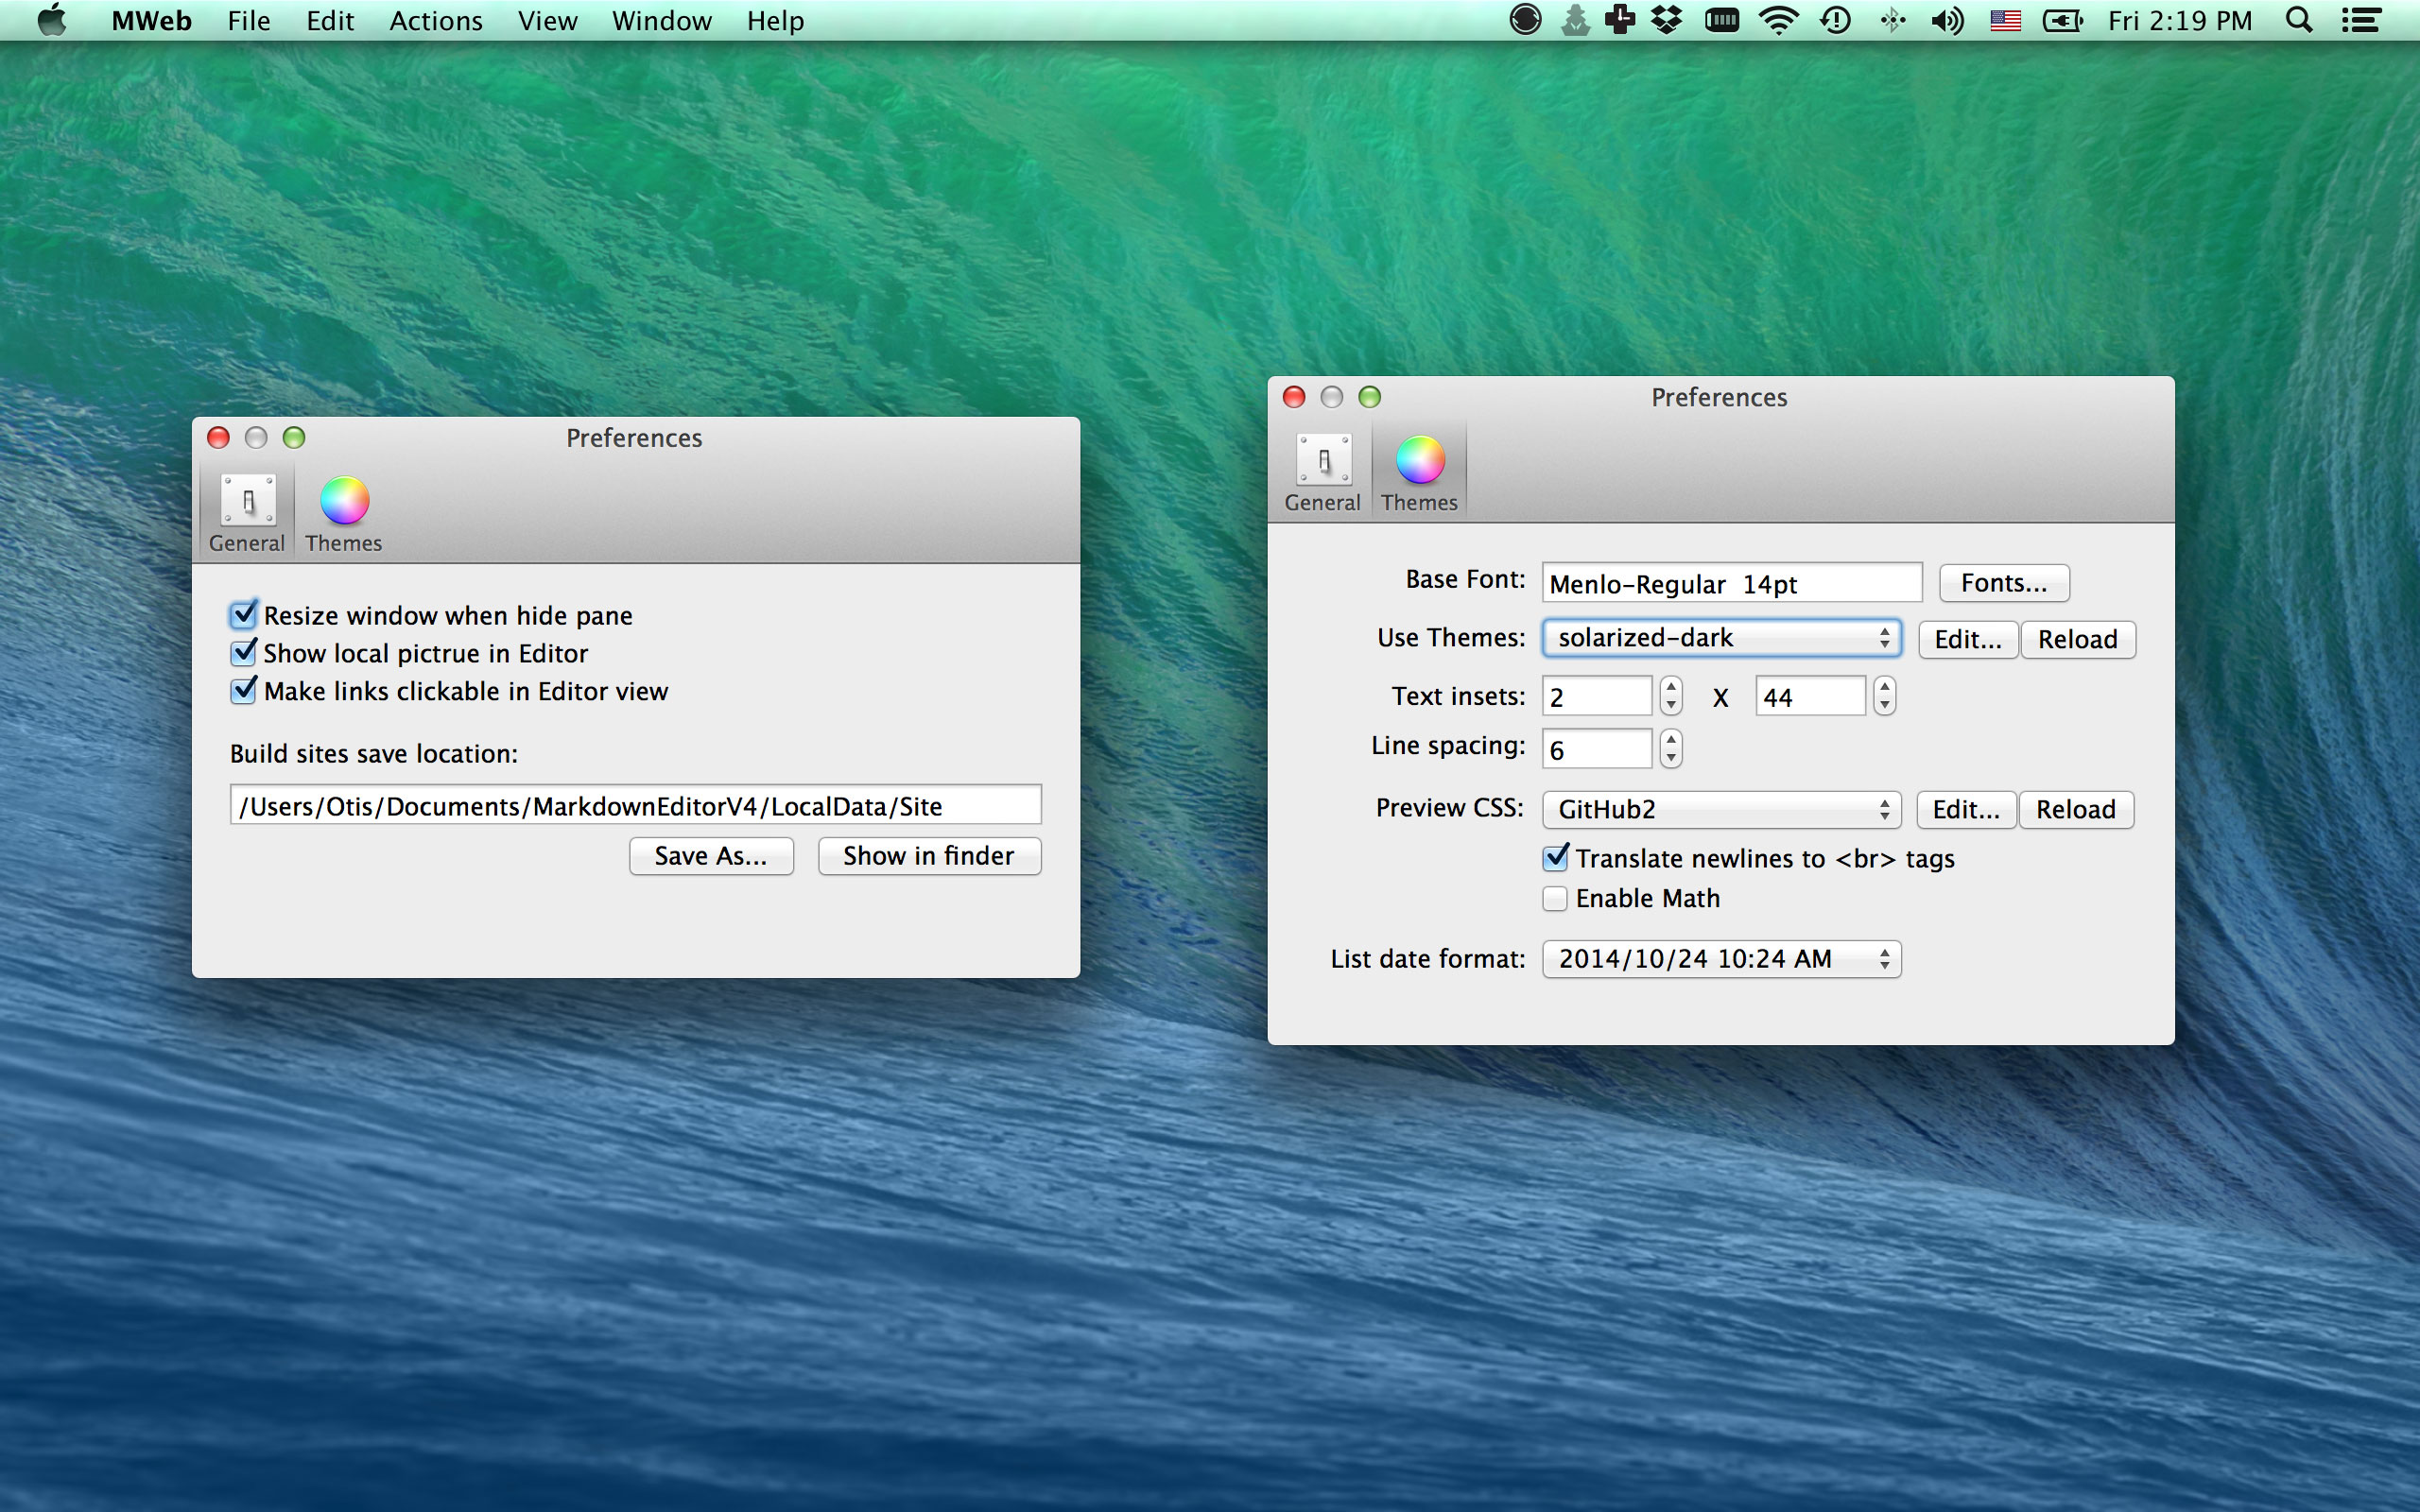 MWeb File Edit Actions View Window Help Fri 2:19 PM
Preferences
General Themes
Resize window when hide pane
Show local pictrue in Editor
Make links clickable in Editor view
Build sites save location:
/Users/Otis/Documents/MarkdownEditorV4/LocalData/Site
Save As... Show in finder
Preferences
General Themes
Base Font: Menlo-Regular 14pt Fonts...
Use Themes: solarized-dark Edit... Reload
Text insets: 2 X 44
Line spacing: 6
Preview CSS: GitHub2 Edit... Reload
Translate newlines to <br> tags
Enable Math
List date format: 2014/10/24 10:24 AM